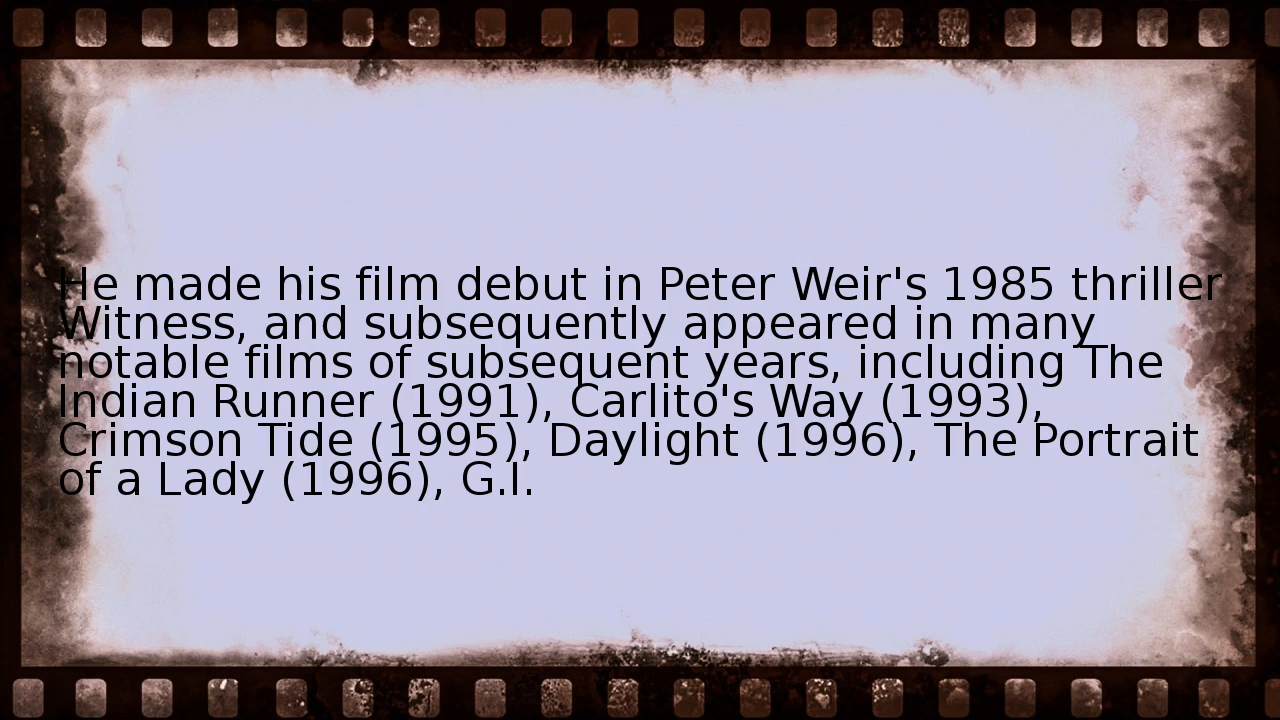 He made his film debut in Peter Weir's 1985 thriller
Witness, and subsequently appeared in many
notable films of subsequent years, including The
Indian Runner (1991), Carlito's Way (1993),
Crimson Tide (1995), Daylight (1996), The Portrait
of a Lady (1996), G.I.